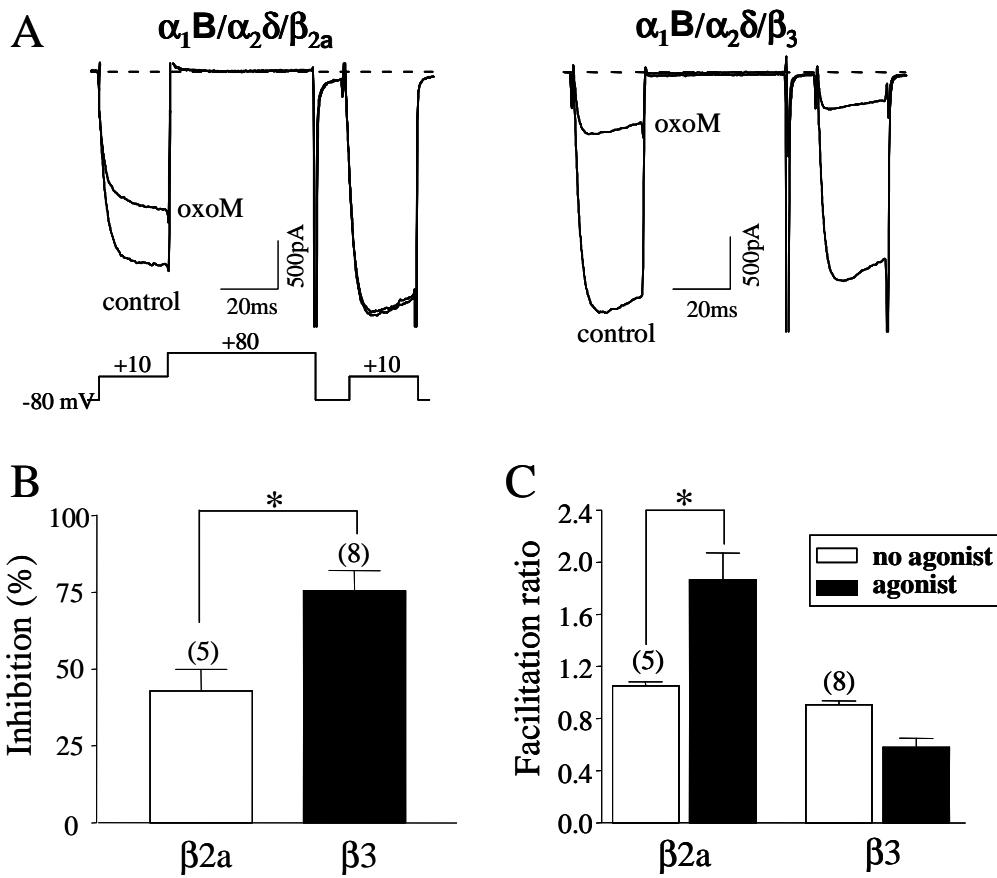 A
α₁B/α₂δ/β₂ₐ
α₁B/α₂δ/β₃
oxoM
control
500pA
20ms
oxoM
control
500pA
20ms
+80
+10
+10
-80 mV
B
Inhibition (%)
100
75
50
25
0
*
(5)
(8)
β2a
β3
C
Facilitation ratio
2.4
2.0
1.6
1.2
0.8
0.4
0.0
*
(5)
(8)
no agonist
agonist
β2a
β3